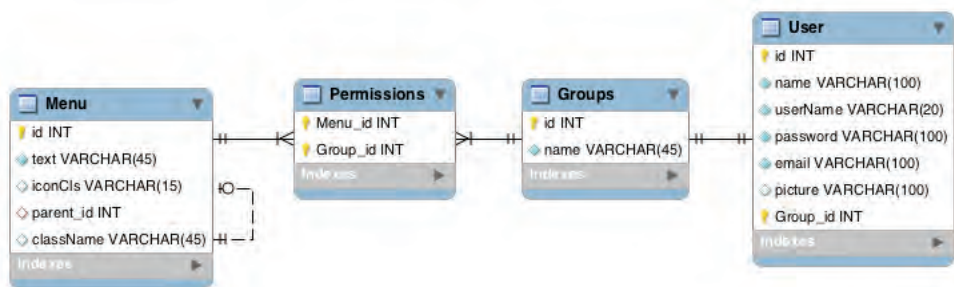 Menu
id INT
text VARCHAR(45)
iconCls VARCHAR(15)
parent_id INT
className VARCHAR(45)
Indexes
Permissions
Menu_id INT
Group_id INT
Indexes
Groups
id INT
name VARCHAR(45)
Indexes
User
id INT
name VARCHAR(100)
userName VARCHAR(20)
password VARCHAR(100)
email VARCHAR(100)
picture VARCHAR(100)
Group_id INT
Indexes